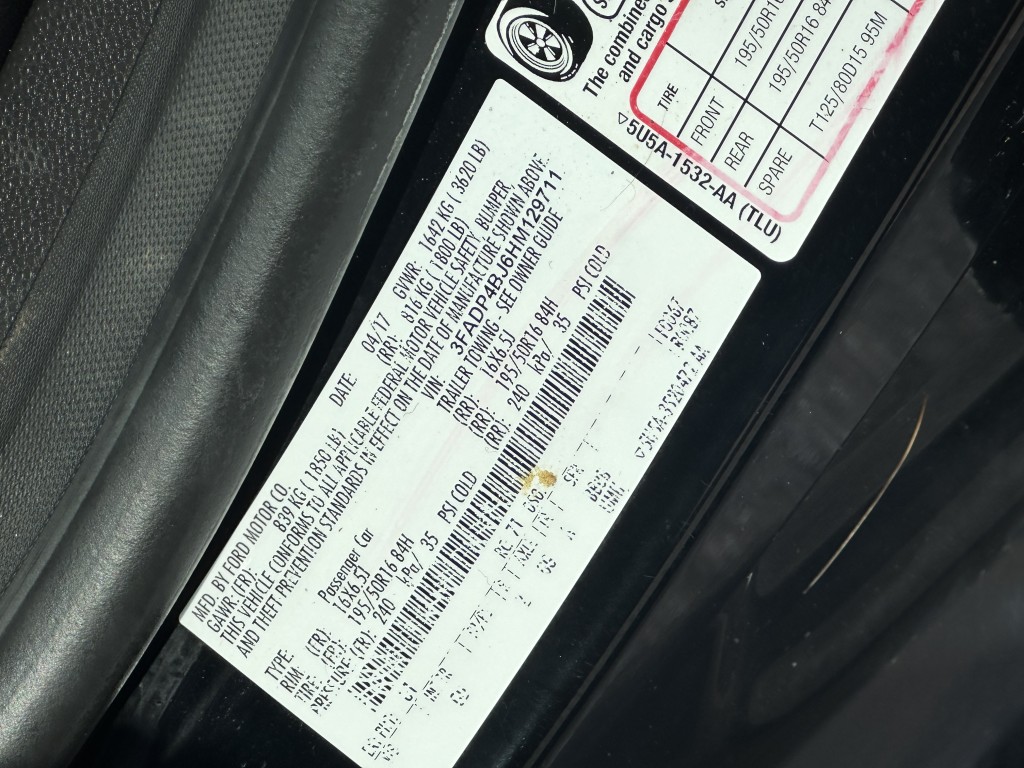 The combined
and cargo s
TIRE
FRONT 195/50R16
REAR 195/50R16 84
SPARE T125/80D15 95M
▽5U5A-1532-AA (TLU)
MFD. BY FORD MOTOR CO.
DATE: 04/17 GVWR: 1642 KG ( 3620LB)
GAWR: (FR): 839 KG ( 1850 LB) (RR): 816 KG ( 1800 LB)
THIS VEHICLE CONFORMS TO ALL APPLICABLE FEDERAL MOTOR VEHICLE SAFETY, BUMPER
AND THEFT PREVENTION STANDARDS IN EFFECT ON THE DATE OF MANUFACTURE SHOWN ABOVE.
VIN: 3FADP4BJ6HM129711
TYPE: Passenger Car TRAILER TOWING - SEE OWNER GUIDE
RIM: (FR): 16X6.5J (RR): 16X6.5J
TIRE: (FR): 195/50R16 84H (RR): 195/50R16 84H
PRESSURE: (FR): 240 kPa/ 35 PSI COLD (RR): 240 kPa/ 35 PSI COLD